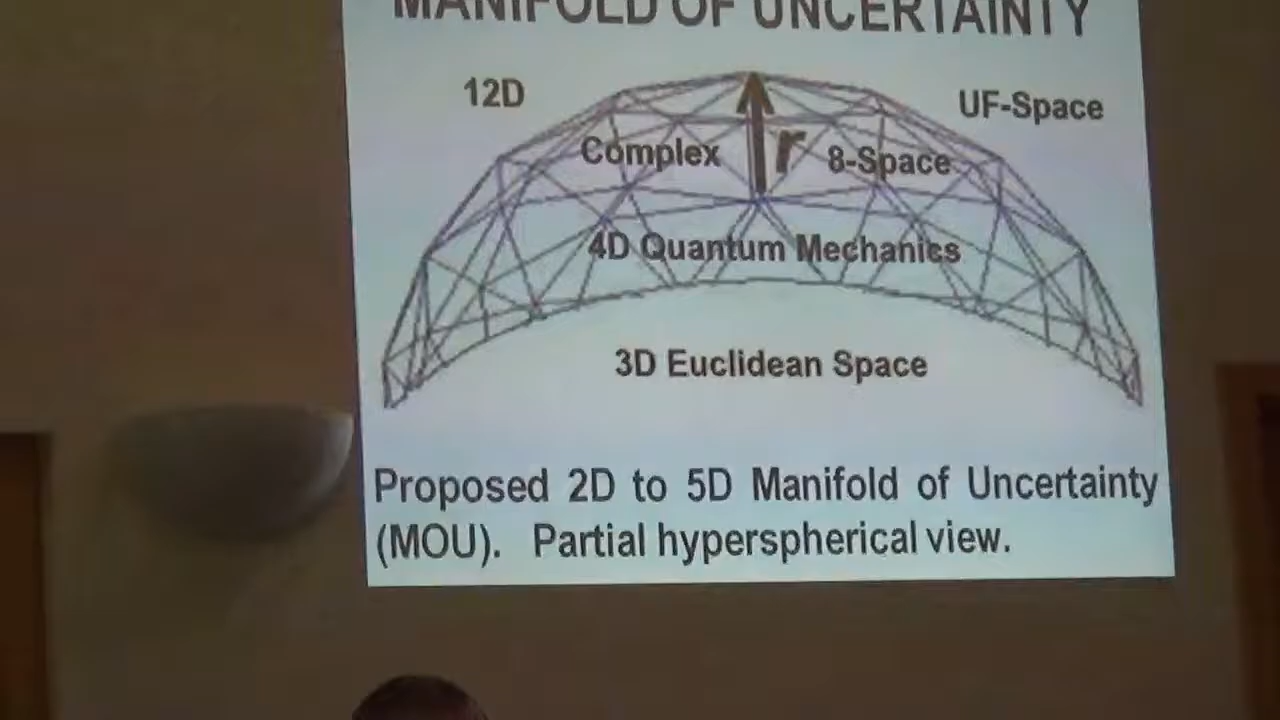 MANIFOLD OF UNCERTAINTY
12D
UF-Space
Complex
r
8-Space
4D Quantum Mechanics
3D Euclidean Space
Proposed 2D to 5D Manifold of Uncertainty
(MOU). Partial hyperspherical view.